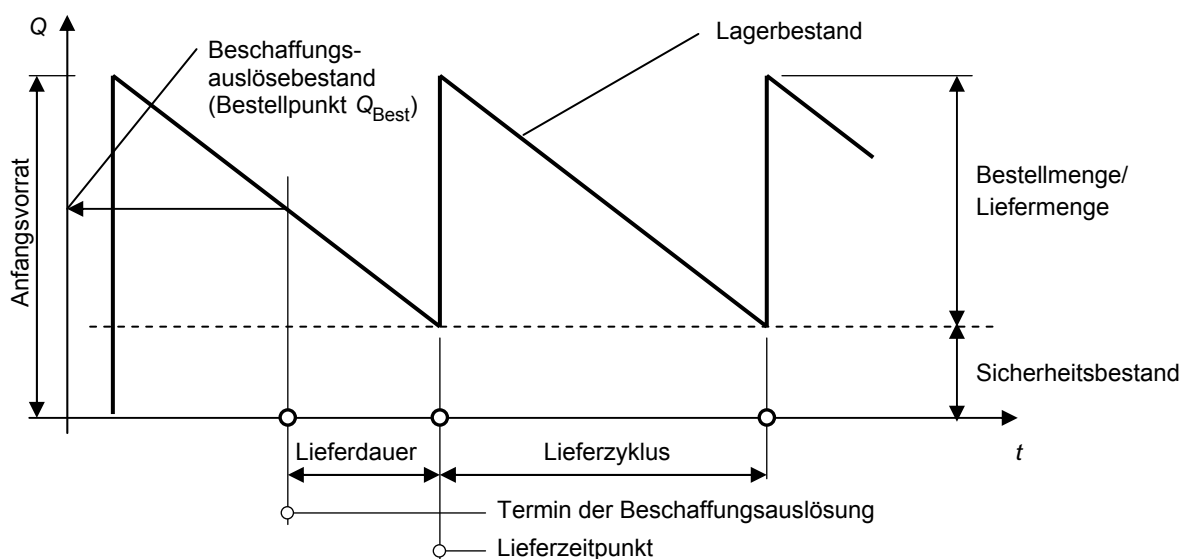 Q
Beschaffungs-
auslösebestand
(Bestellpunkt QBest)
Lagerbestand
Anfangsvorrat
Bestellmenge/
Liefermenge
Sicherheitsbestand
Lieferdauer
Lieferzyklus
t
Termin der Beschaffungsauslösung
Lieferzeitpunkt